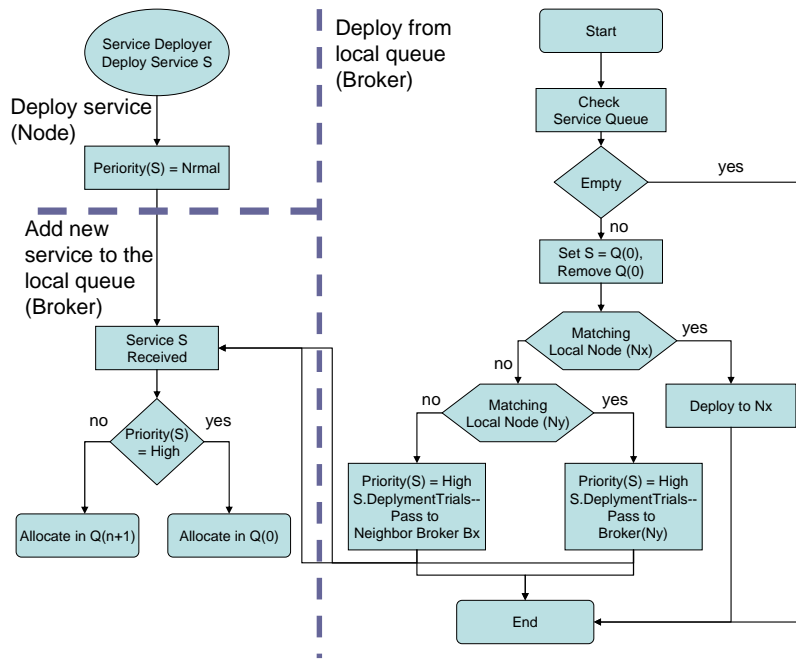 Service Deployer
Deploy Service S
Deploy service
(Node)
Periority(S) = Nrmal
Add new
service to the
local queue
(Broker)
Service S
Received
no
yes
Priority(S)
= High
Allocate in Q(n+1)
Allocate in Q(0)
Deploy from
local queue
(Broker)
Start
Check
Service Queue
Empty
yes
no
Set S = Q(0),
Remove Q(0)
Matching
Local Node (Nx)
yes
no
Deploy to Nx
no
Matching
Local Node (Ny)
yes
Priority(S) = High
S.DeplymentTrials--
Pass to
Neighbor Broker Bx
Priority(S) = High
S.DeplymentTrials--
Pass to
Broker(Ny)
End